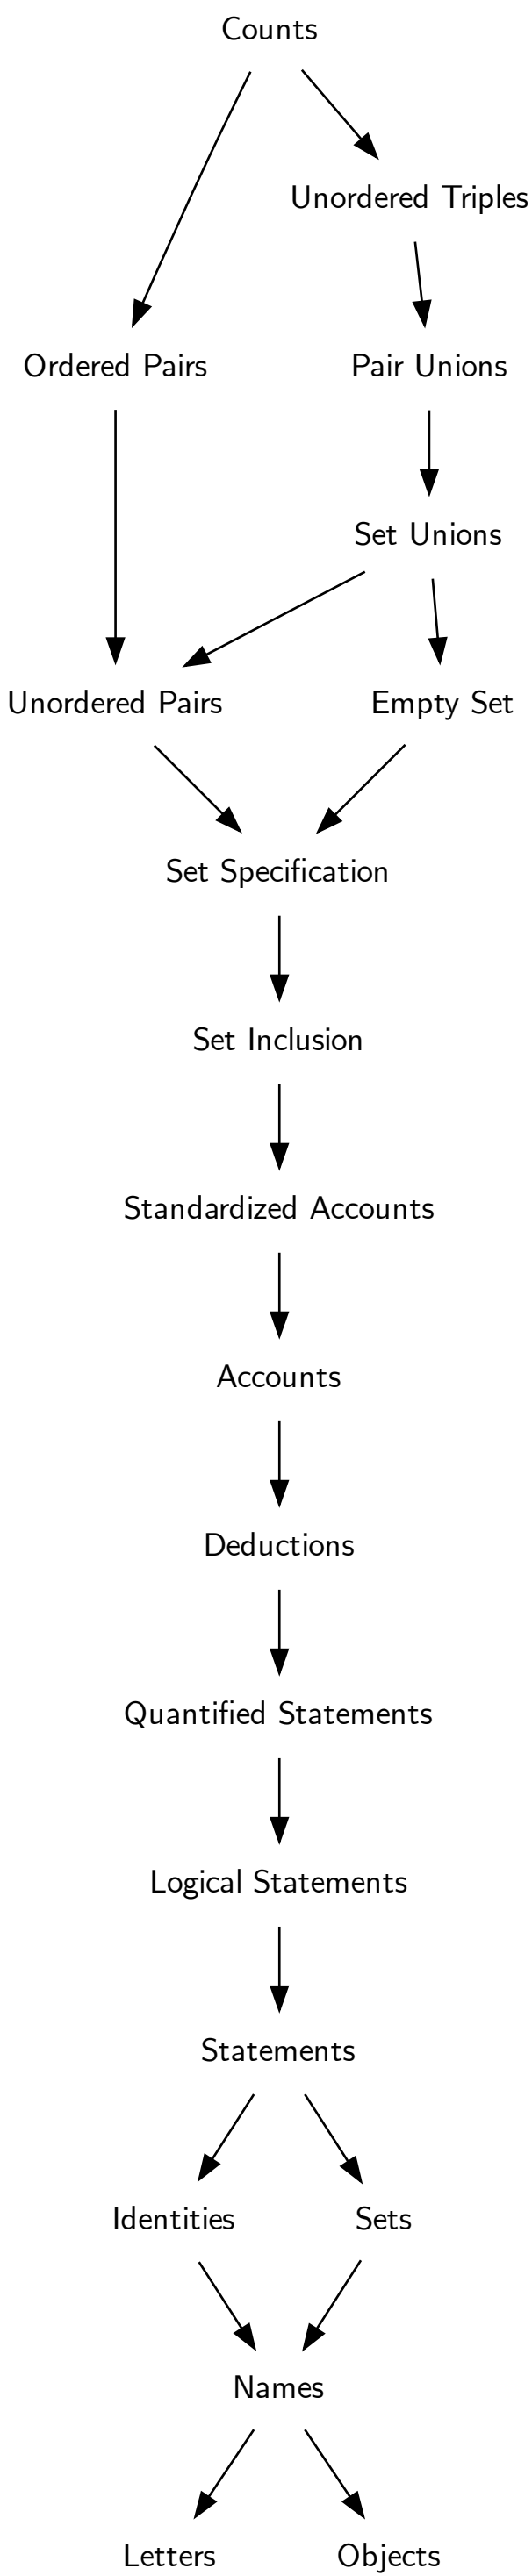 Counts
Unordered Triples
Ordered Pairs
Pair Unions
Set Unions
Unordered Pairs
Empty Set
Set Specification
Set Inclusion
Standardized Accounts
Accounts
Deductions
Quantified Statements
Logical Statements
Statements
Identities
Sets
Names
Letters
Objects